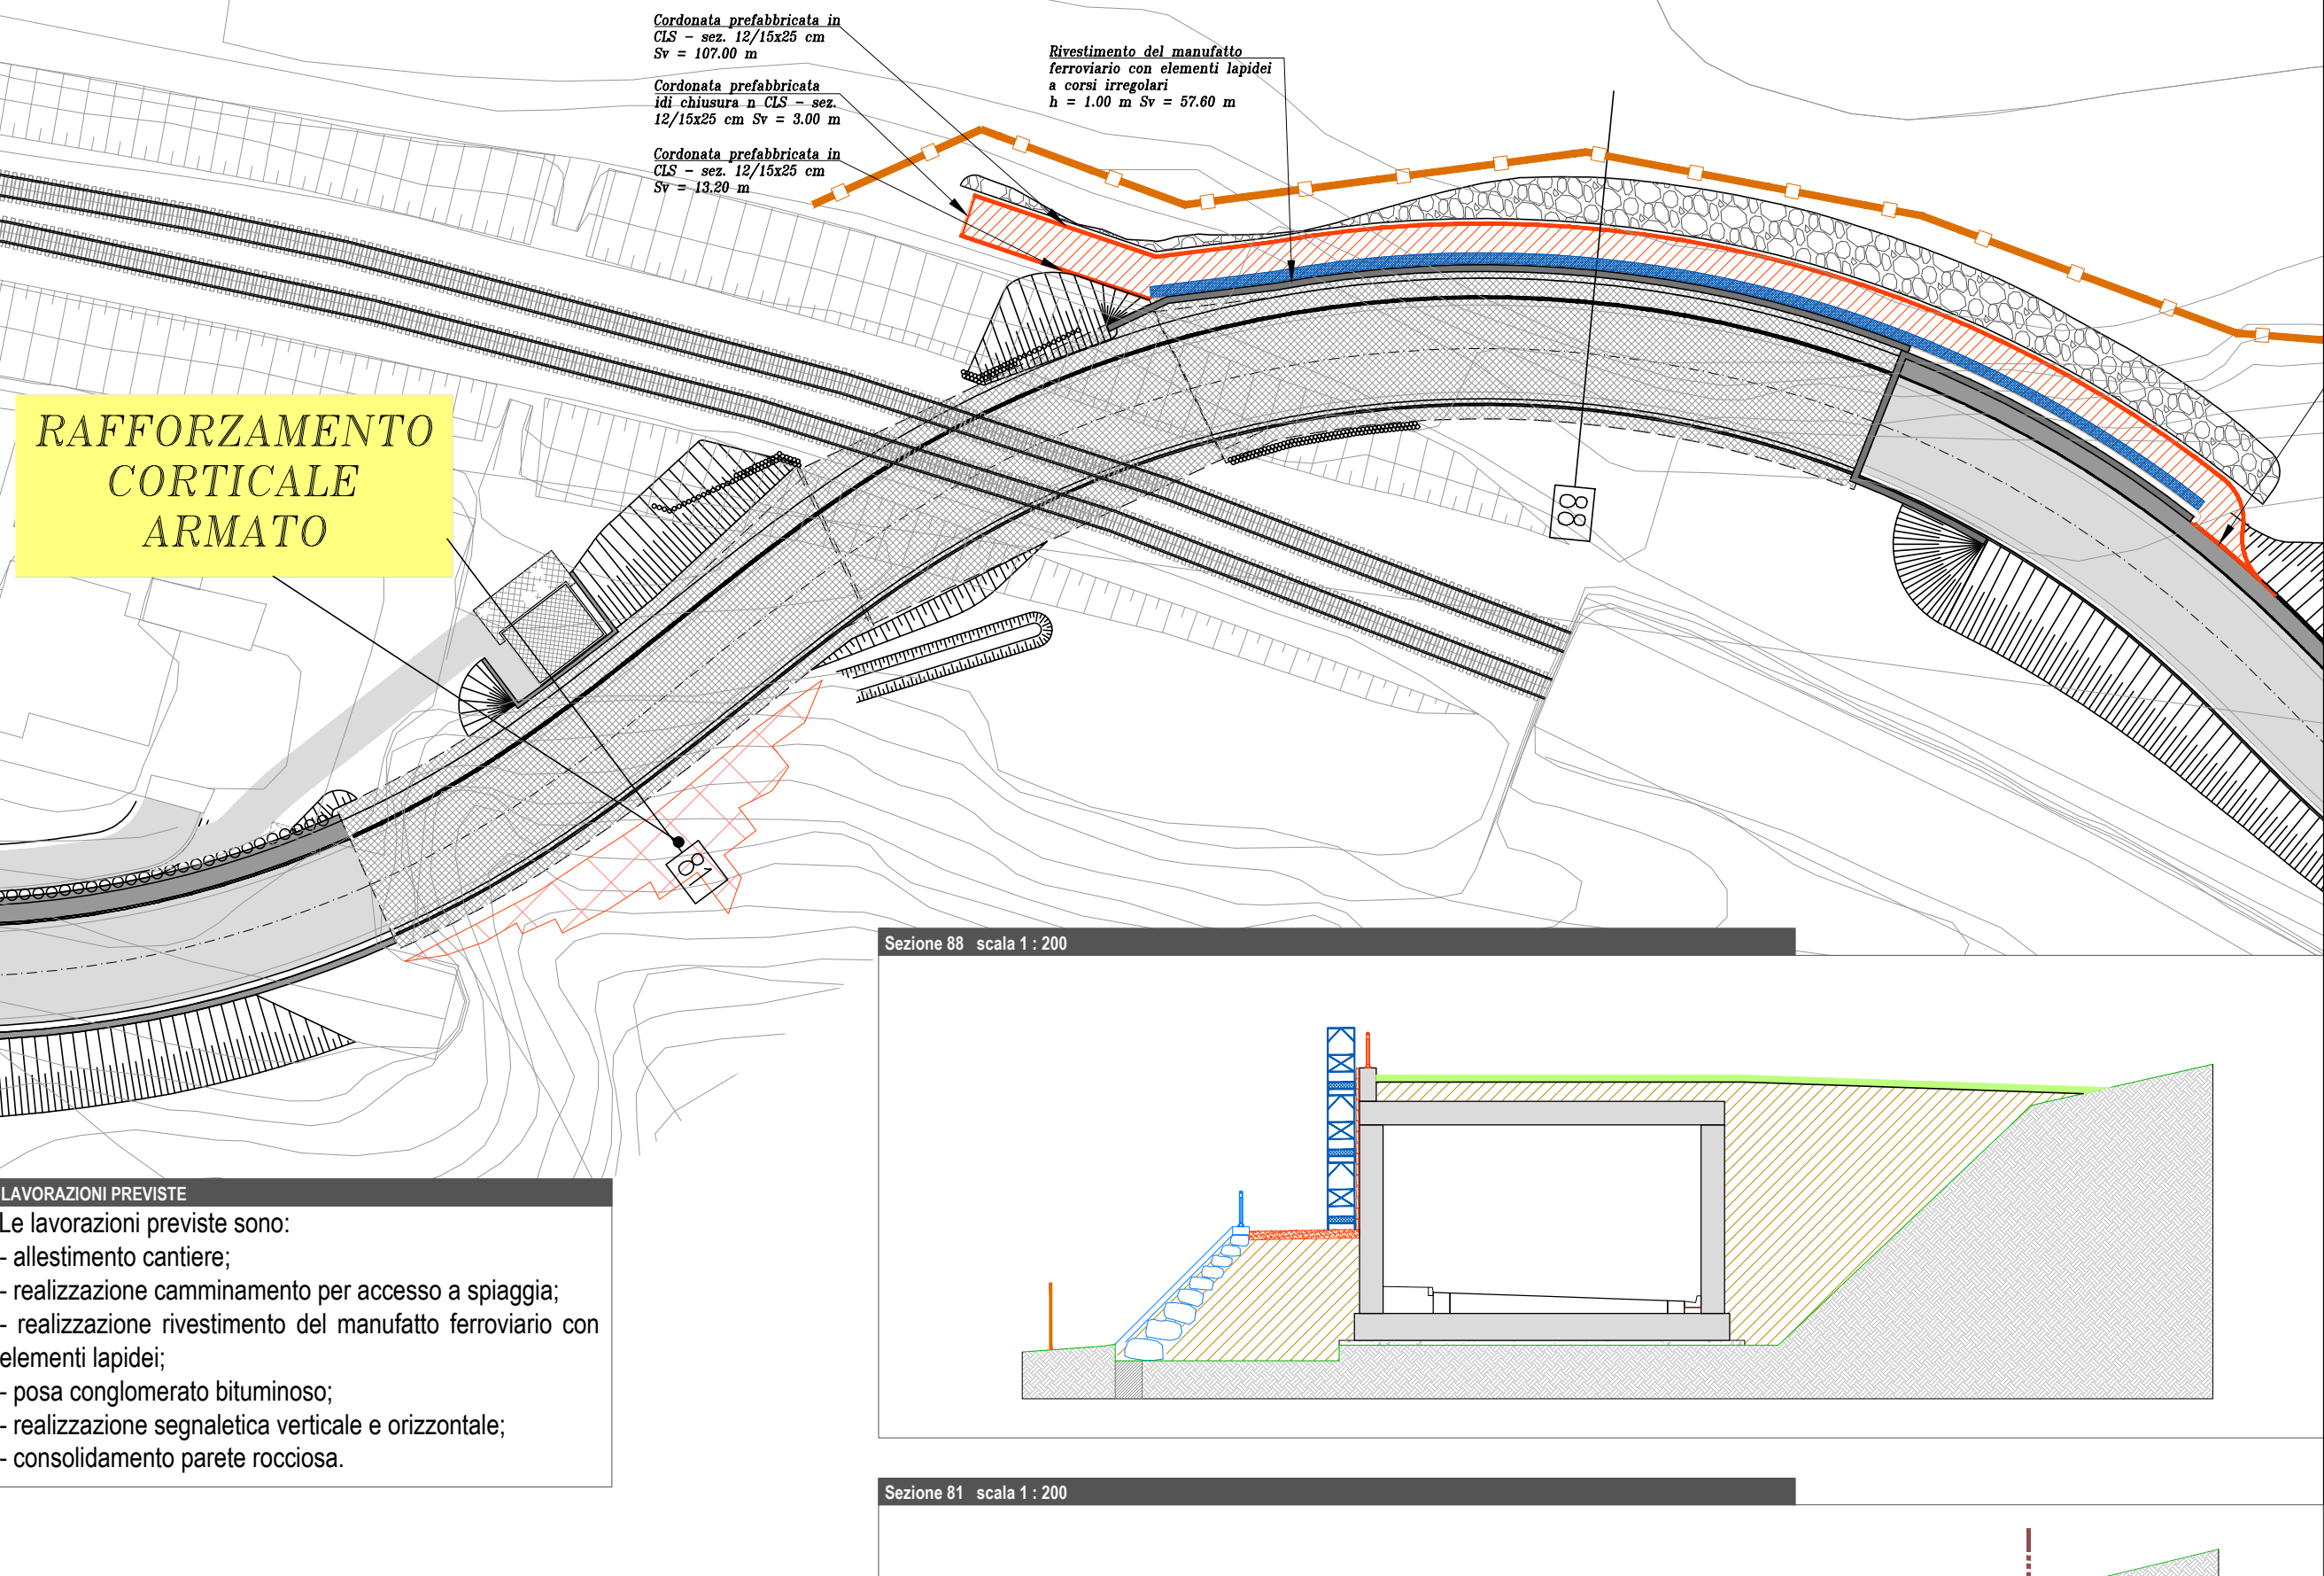 Cordonata prefabbricata in
CLS - sez. 12/15x25 cm
Sv = 107.00 m
Cordonata prefabbricata
idi chiusura n CLS - sez.
12/15x25 cm Sv = 3.00 m
Cordonata prefabbricata in
CLS - sez. 12/15x25 cm
Sv = 13.20 m
Rivestimento del manufatto
ferroviario con elementi lapidei
a corsi irregolari
h = 1.00 m Sv = 57.60 m
RAFFORZAMENTO
CORTICALE
ARMATO
88
81
Sezione 88 scala 1 : 200
LAVORAZIONI PREVISTE
Le lavorazioni previste sono:
- allestimento cantiere;
- realizzazione camminamento per accesso a spiaggia;
- realizzazione rivestimento del manufatto ferroviario con
elementi lapidei;
- posa conglomerato bituminoso;
- realizzazione segnaletica verticale e orizzontale;
- consolidamento parete rocciosa.
Sezione 81 scala 1 : 200